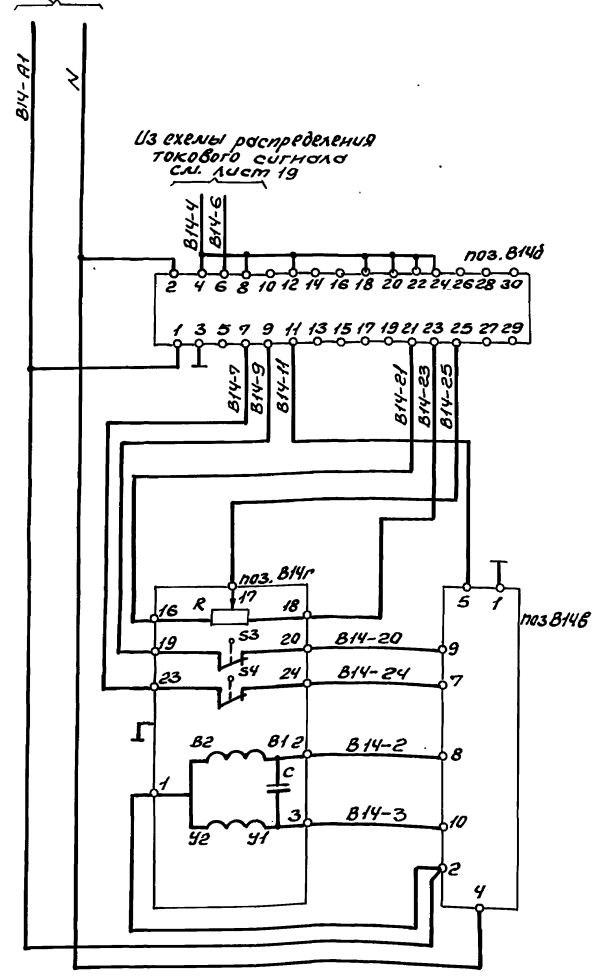 В14-А1
N
Из схемы распределения
токового сигнала
см. лист 19
В14-4
В14-6
поз. В14б
2 4 6 8 10 12 14 16 18 20 22 24 26 28 30
1 3 5 7 9 11 13 15 17 19 21 23 25 27 29
В14-7
В14-9
В14-11
В14-21
В14-23
В14-25
поз. В14г
16 R 17 18
5 1
поз В14в
19 S3 20 В14-20 9
23 S4 24 В14-24 7
В2 В1 2 В14-2 8
1 C
У2 У1 3 В14-3 10
2
4